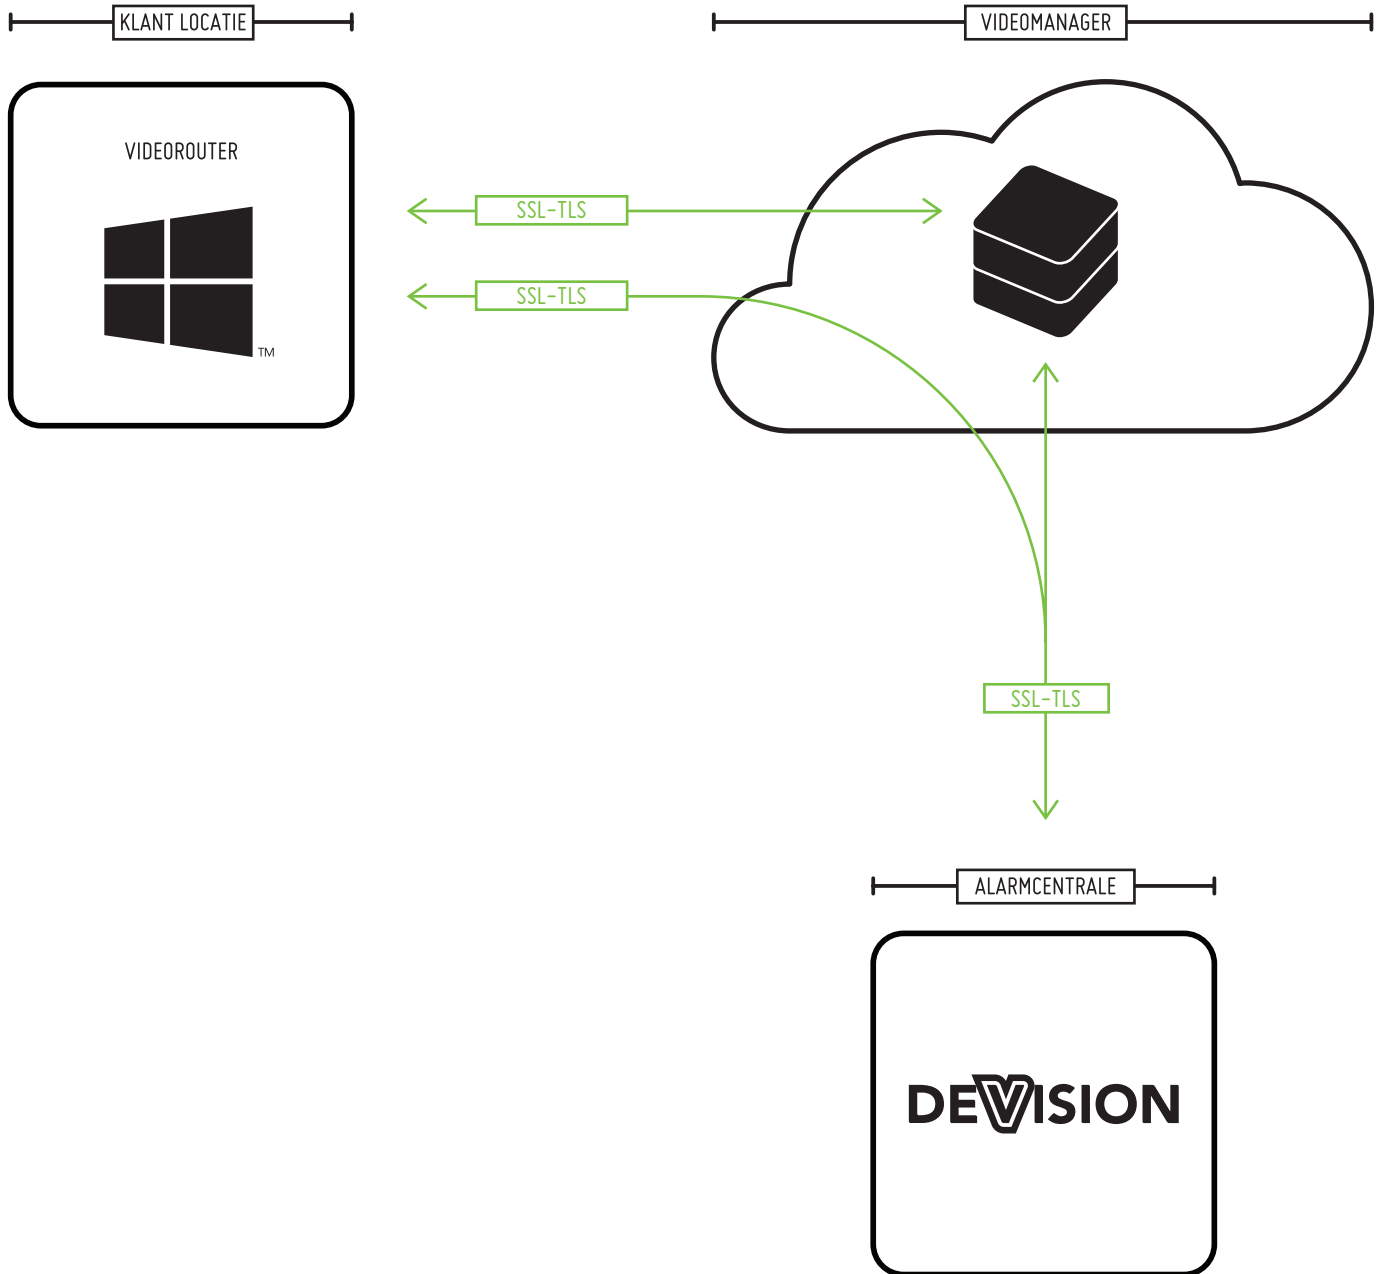 KLANT LOCATIE
VIDEOMANAGER
VIDEOROUTER
TM
SSL-TLS
SSL-TLS
SSL-TLS
ALARMCENTRALE
DEVISION